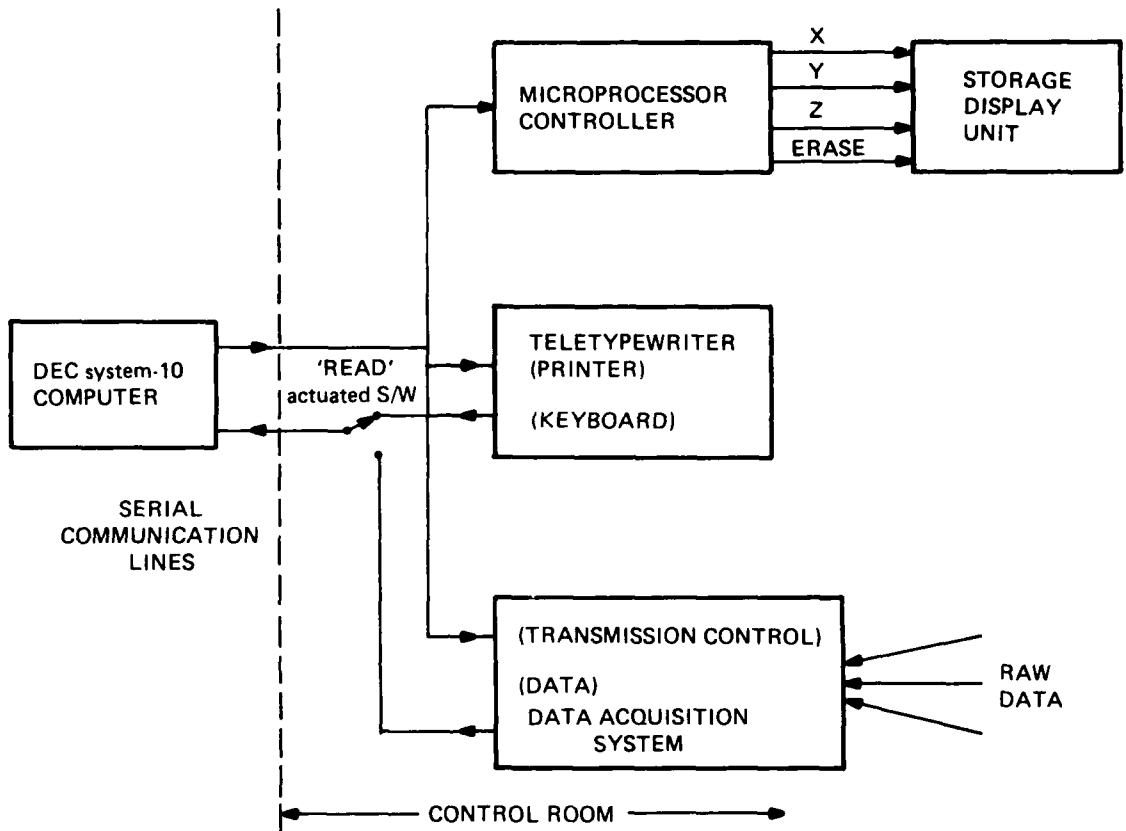 X
Y
Z
ERASE
MICROPROCESSOR
CONTROLLER
STORAGE
DISPLAY
UNIT
DEC system-10
COMPUTER
'READ'
actuated S/W
TELETYPEWRITER
(PRINTER)
(KEYBOARD)
SERIAL
COMMUNICATION
LINES
(TRANSMISSION CONTROL)
(DATA)
DATA ACQUISITION
SYSTEM
RAW
DATA
CONTROL ROOM